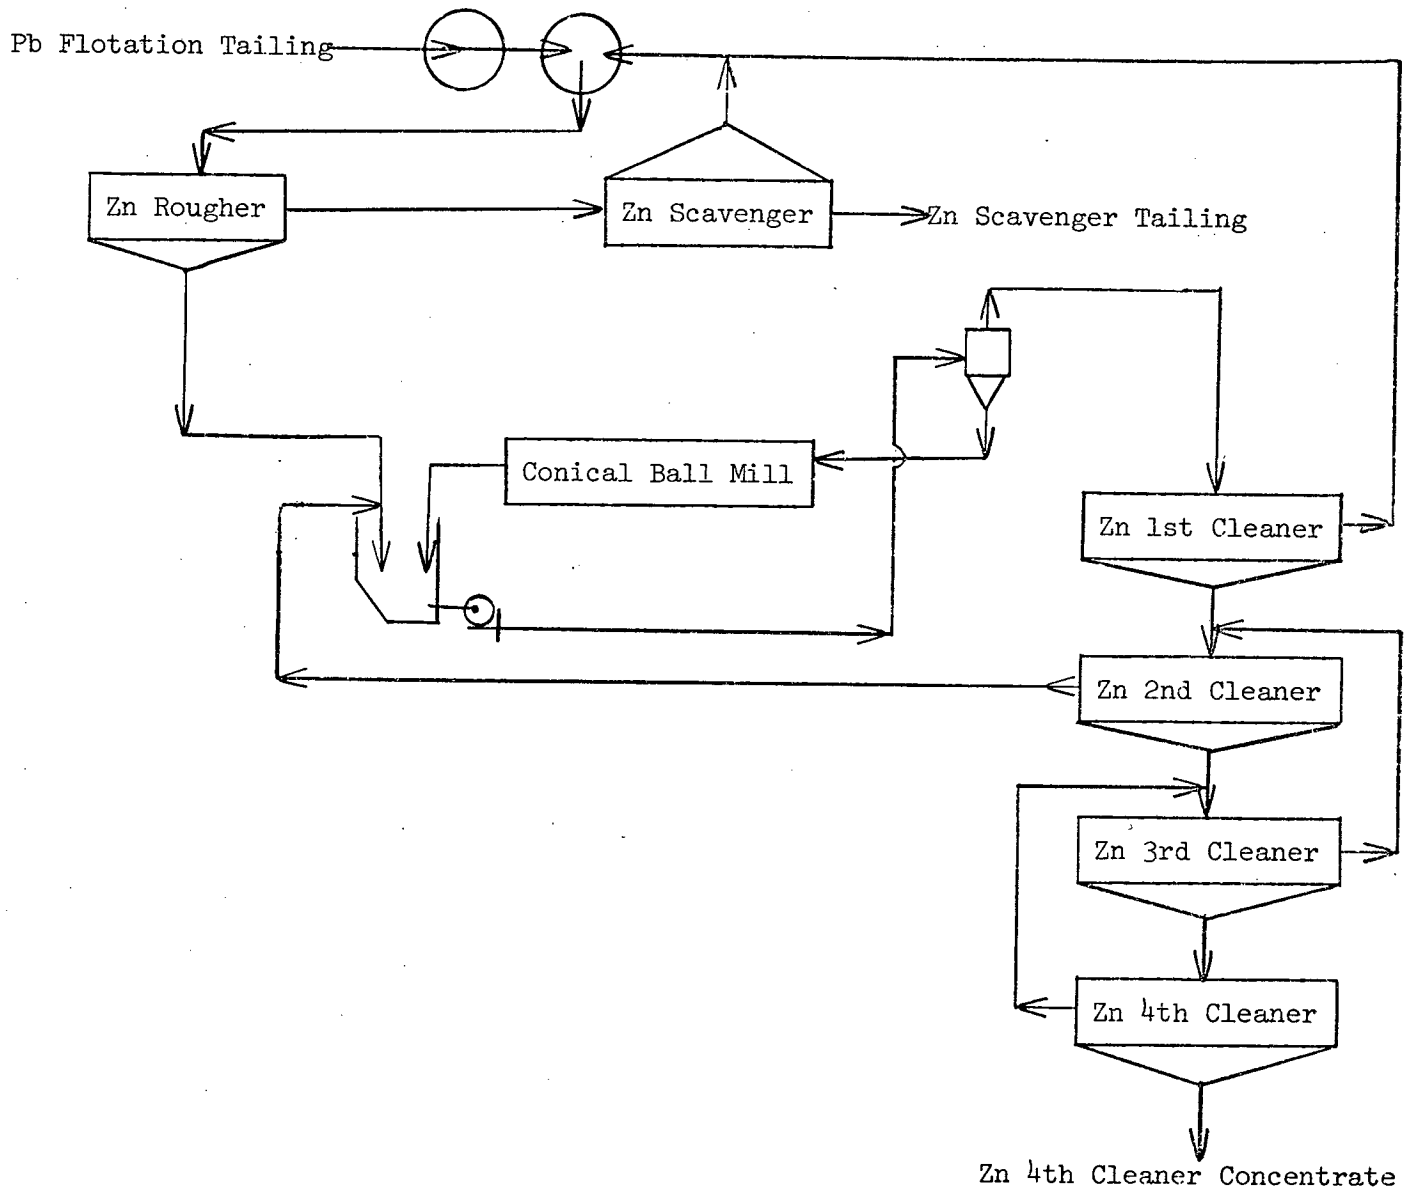 Pb Flotation Tailing
Zn Rougher
Zn Scavenger
Zn Scavenger Tailing
Conical Ball Mill
Zn 1st Cleaner
Zn 2nd Cleaner
Zn 3rd Cleaner
Zn 4th Cleaner
Zn 4th Cleaner Concentrate